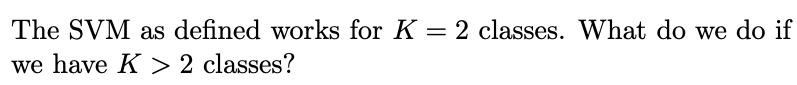 The SVM as defined works for K = 2 classes. What do we do if
we have K > 2 classes?